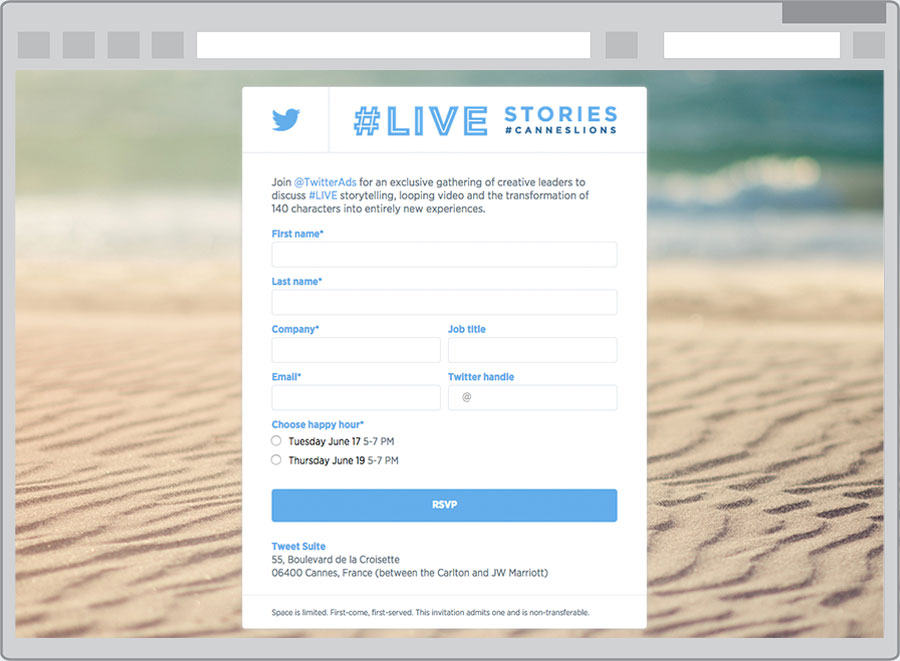 #LIVE STORIES
#CANNESLIONS
Join @TwitterAds for an exclusive gathering of creative leaders to
discuss #LIVE storytelling, looping video and the transformation of
140 characters into entirely new experiences.
First name*
Last name*
Company* Job title
Email* Twitter handle
@
Choose happy hour*
Tuesday June 17 5-7 PM
Thursday June 19 5-7 PM
RSVP
Tweet Suite
55, Boulevard de la Croisette
06400 Cannes, France (between the Carlton and JW Marriott)
Space is limited. First-come, first-served. This invitation admits one and is non-transferable.